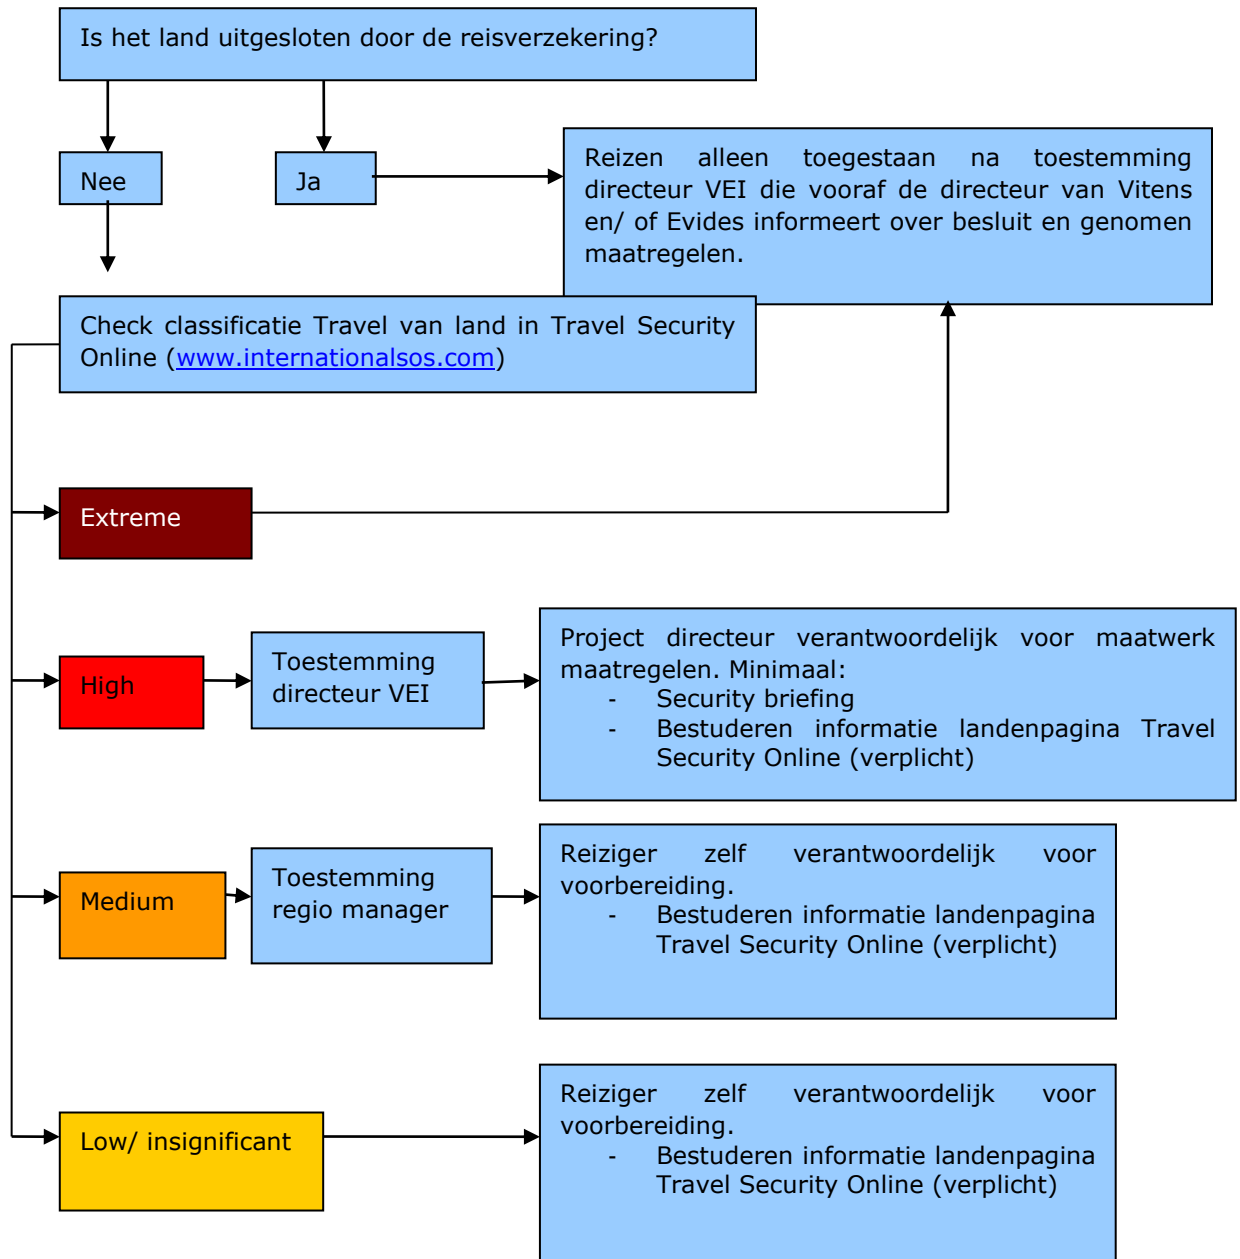 Is het land uitgesloten door de reisverzekering?
Nee
Ja
Reizen alleen toegestaan na toestemming
directeur VEI die vooraf de directeur van Vitens
en/ of Evides informeert over besluit en genomen
maatregelen.
Check classificatie Travel van land in Travel Security
Online (www.internationalsos.com)
Extreme
High
Toestemming
directeur VEI
Project directeur verantwoordelijk voor maatwerk
maatregelen. Minimaal:
- Security briefing
- Bestuderen informatie landenpagina Travel
Security Online (verplicht)
Medium
Toestemming
regio manager
Reiziger zelf verantwoordelijk voor
voorbereiding.
- Bestuderen informatie landenpagina
Travel Security Online (verplicht)
Low/ insignificant
Reiziger zelf verantwoordelijk voor
voorbereiding.
- Bestuderen informatie landenpagina
Travel Security Online (verplicht)